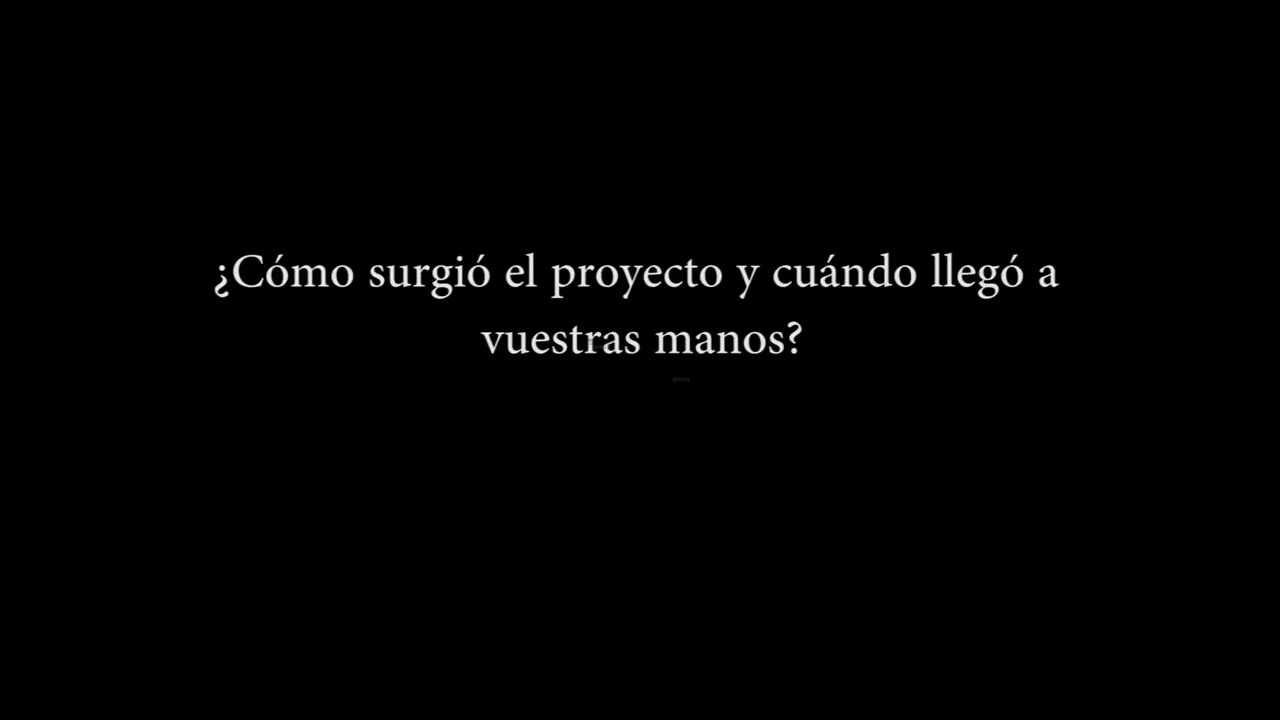 ¿Cómo surgió el proyecto y cuándo llegó a
vuestras manos?